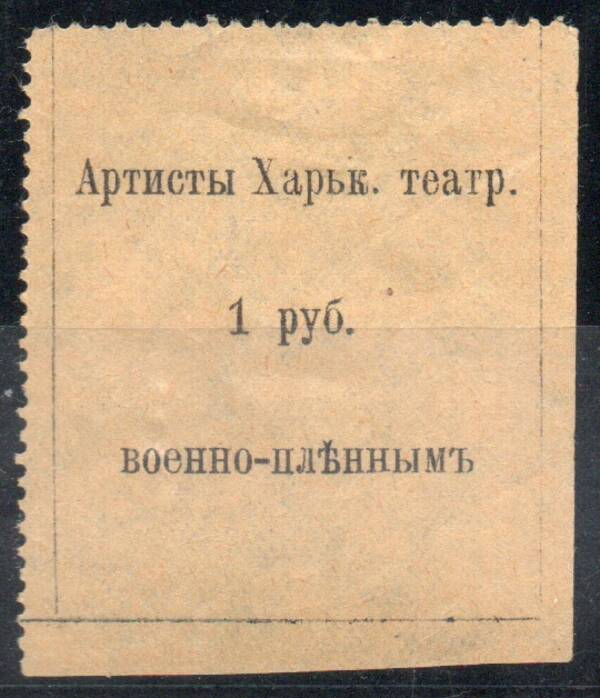 Артисты Харьк. театр.
1 руб.
военно-плѣннымъ